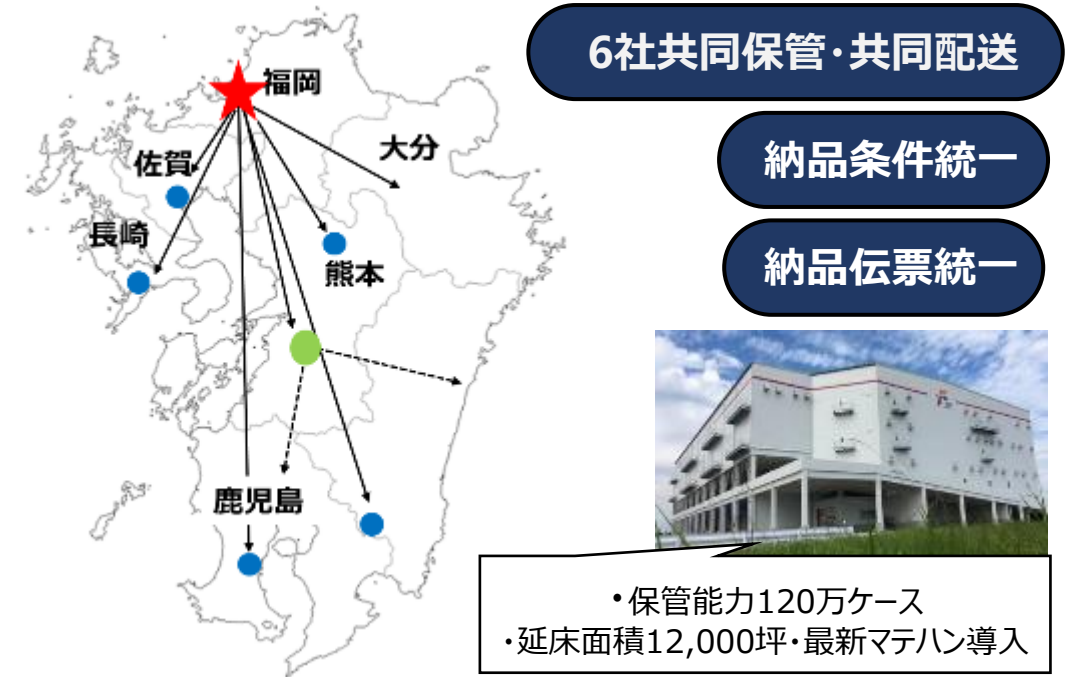 6社共同保管・共同配送
福岡
大分
納品条件統一
佐賀
長崎
納品伝票統一
熊本
鹿児島
•保管能力120万ケース
・延床面積12,000坪・最新マテハン導入